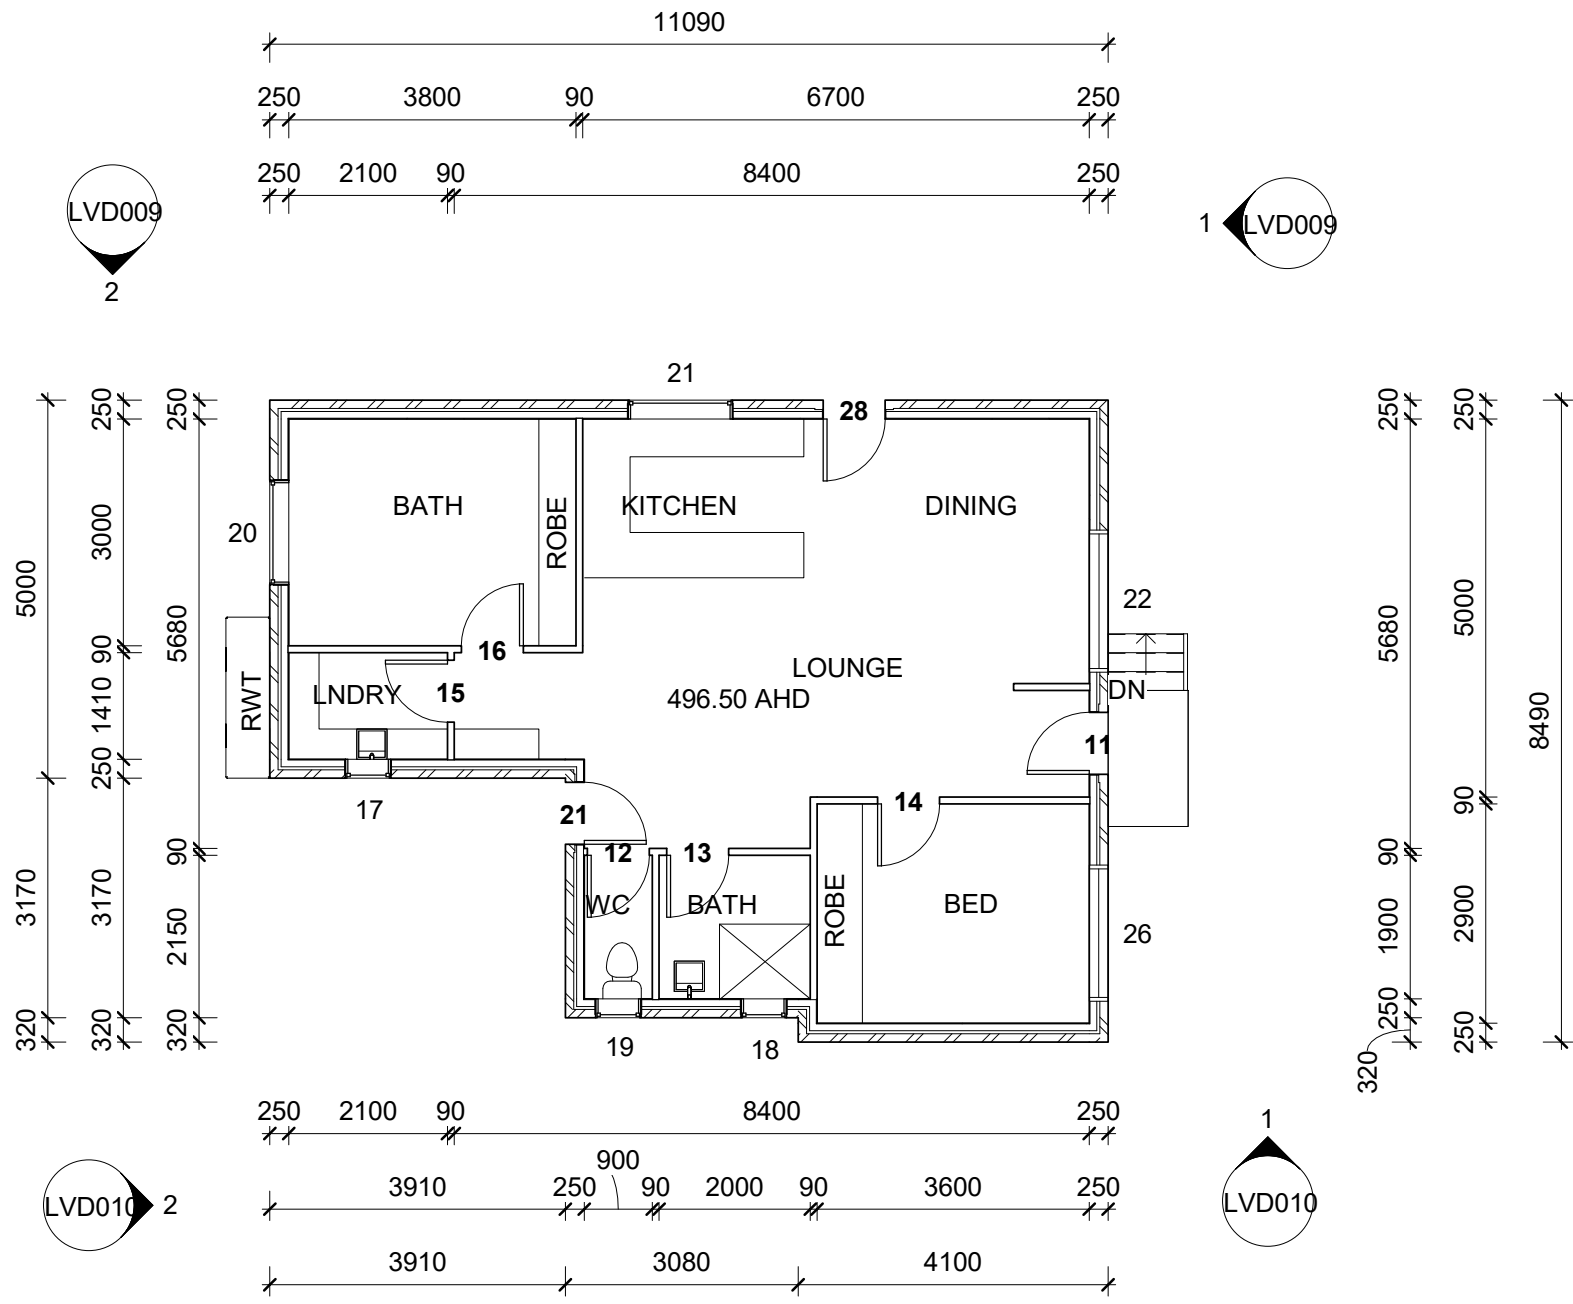 11090
250 3800 90 6700 250
250 2100 90 8400 250
LVD009
2
1 LVD009
21
28
BATH
ROBE
KITCHEN
DINING
20
22
16
LOUNGE
15
LNDRY
496.50 AHD
RWT
DN
11
17
21
14
12
13
WC
BATH
ROBE
BED
26
19
18
5000
3170
320
250
3000
90
1410
250
3170
320
250
5680
90
2150
320
250
5680
90
1900
250
320
250
5000
90
2900
250
8490
250 2100 90 8400 250
900
3910 250 90 2000 90 3600 250
3910 3080 4100
LVD010 2
1
LVD010